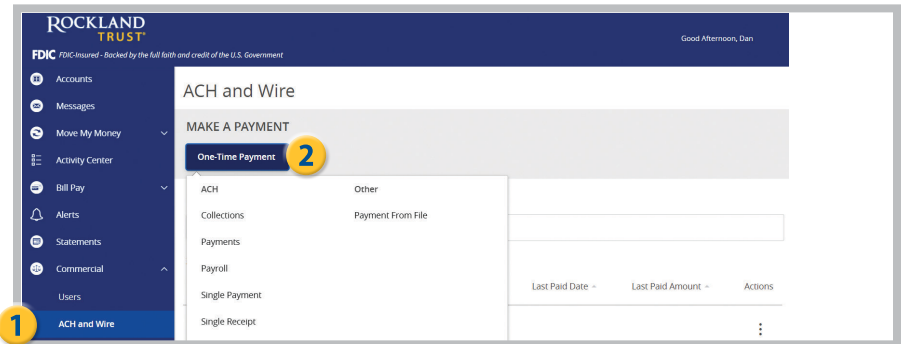 ROCKLAND
TRUST
Good Afternoon, Dan
FDIC FDIC-Insured - Backed by the full faith and credit of the U.S. Government
Accounts
Messages
Move My Money
Activity Center
Bill Pay
Alerts
Statements
Commercial
Users
1 ACH and Wire
ACH and Wire
MAKE A PAYMENT
One-Time Payment 2
ACH
Collections
Payments
Payroll
Single Payment
Single Receipt
Other
Payment From File
Last Paid Date Last Paid Amount Actions